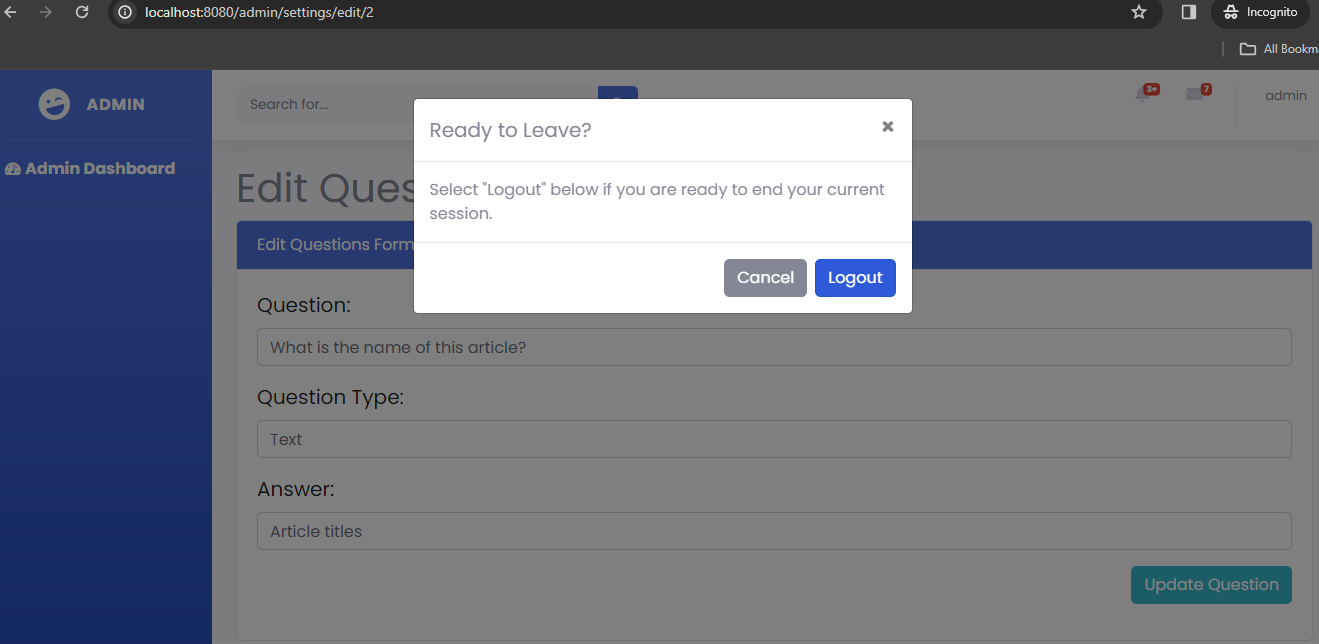 localhost:8080/admin/settings/edit/2
Incognito
All Bookm
ADMIN
Search for...
3+
7
admin
Admin Dashboard
Ready to Leave?
×
Select "Logout" below if you are ready to end your current
session.
Cancel
Logout
Edit Ques
Edit Questions Form
Question:
What is the name of this article?
Question Type:
Text
Answer:
Article titles
Update Question